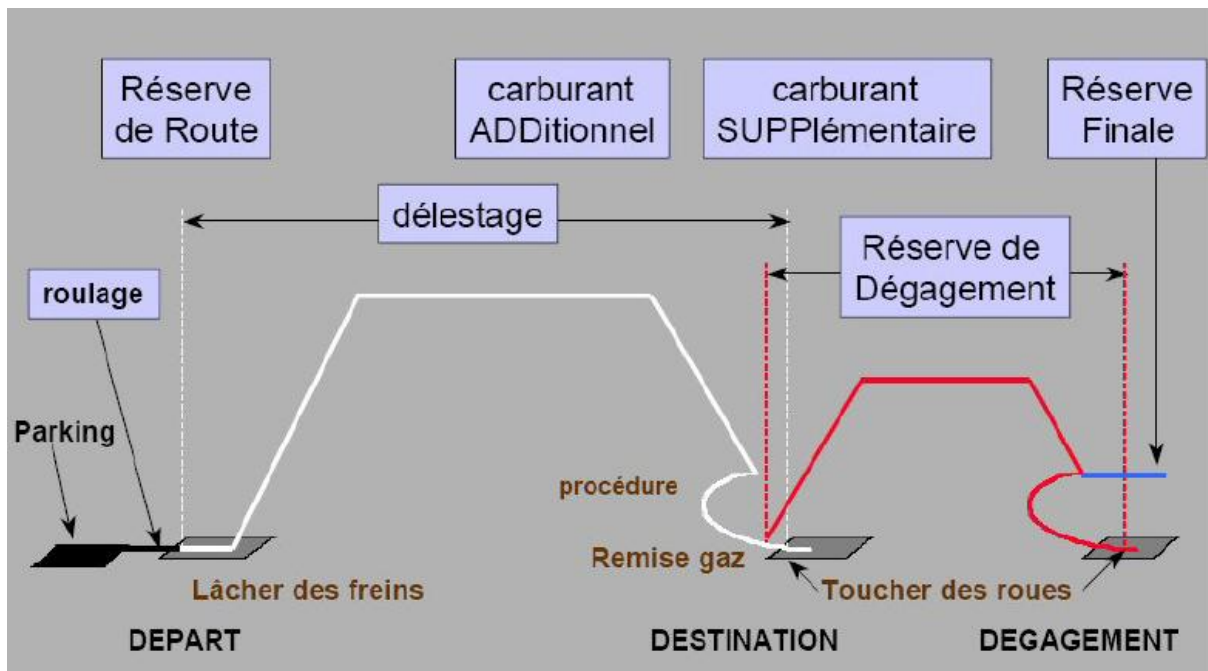 Réserve
de Route
carburant
ADDitionnel
carburant
SUPPlémentaire
Réserve
Finale
délestage
Réserve de
Dégagement
roulage
Parking
procédure
Remise gaz
Toucher des roues
Lâcher des freins
DEPART
DESTINATION
DEGAGEMENT